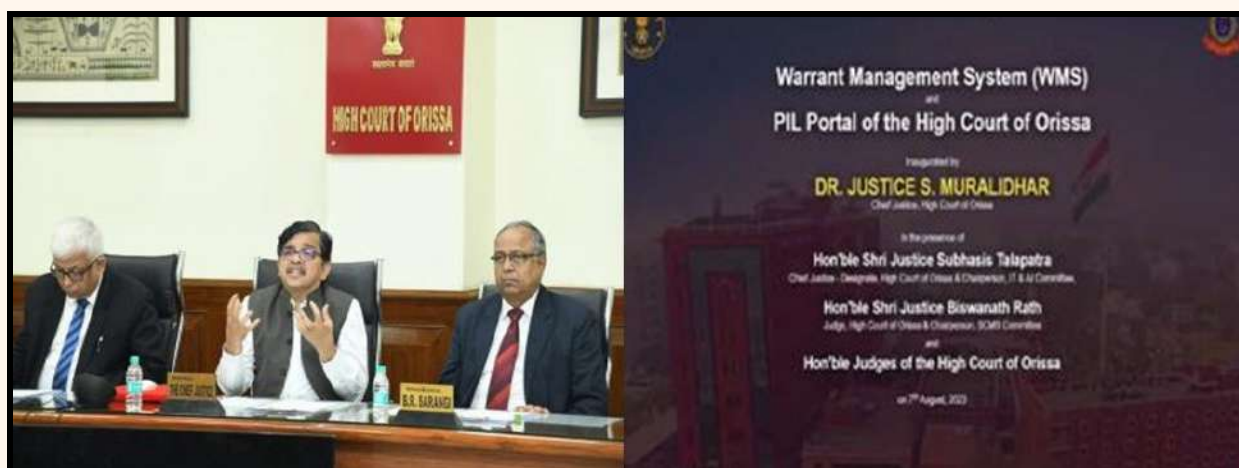 सत्यमेव जयते
HIGH COURT OF ORISSA
THE CHIEF JUSTICE
B.R. SARANGI
Warrant Management System (WMS)
and
PIL Portal of the High Court of Orissa
Inaugurated by
DR. JUSTICE S. MURALIDHAR
Chief Justice, High Court of Orissa
In the presence of
Hon'ble Shri Justice Subhasis Talapatra
Chief Justice - Designate, High Court of Orissa & Chairperson, IT & AI Committee
Hon'ble Shri Justice Biswanath Rath
Judge, High Court of Orissa & Chairperson, SCMS Committee
and
Hon'ble Judges of the High Court of Orissa
on 7th August, 2023